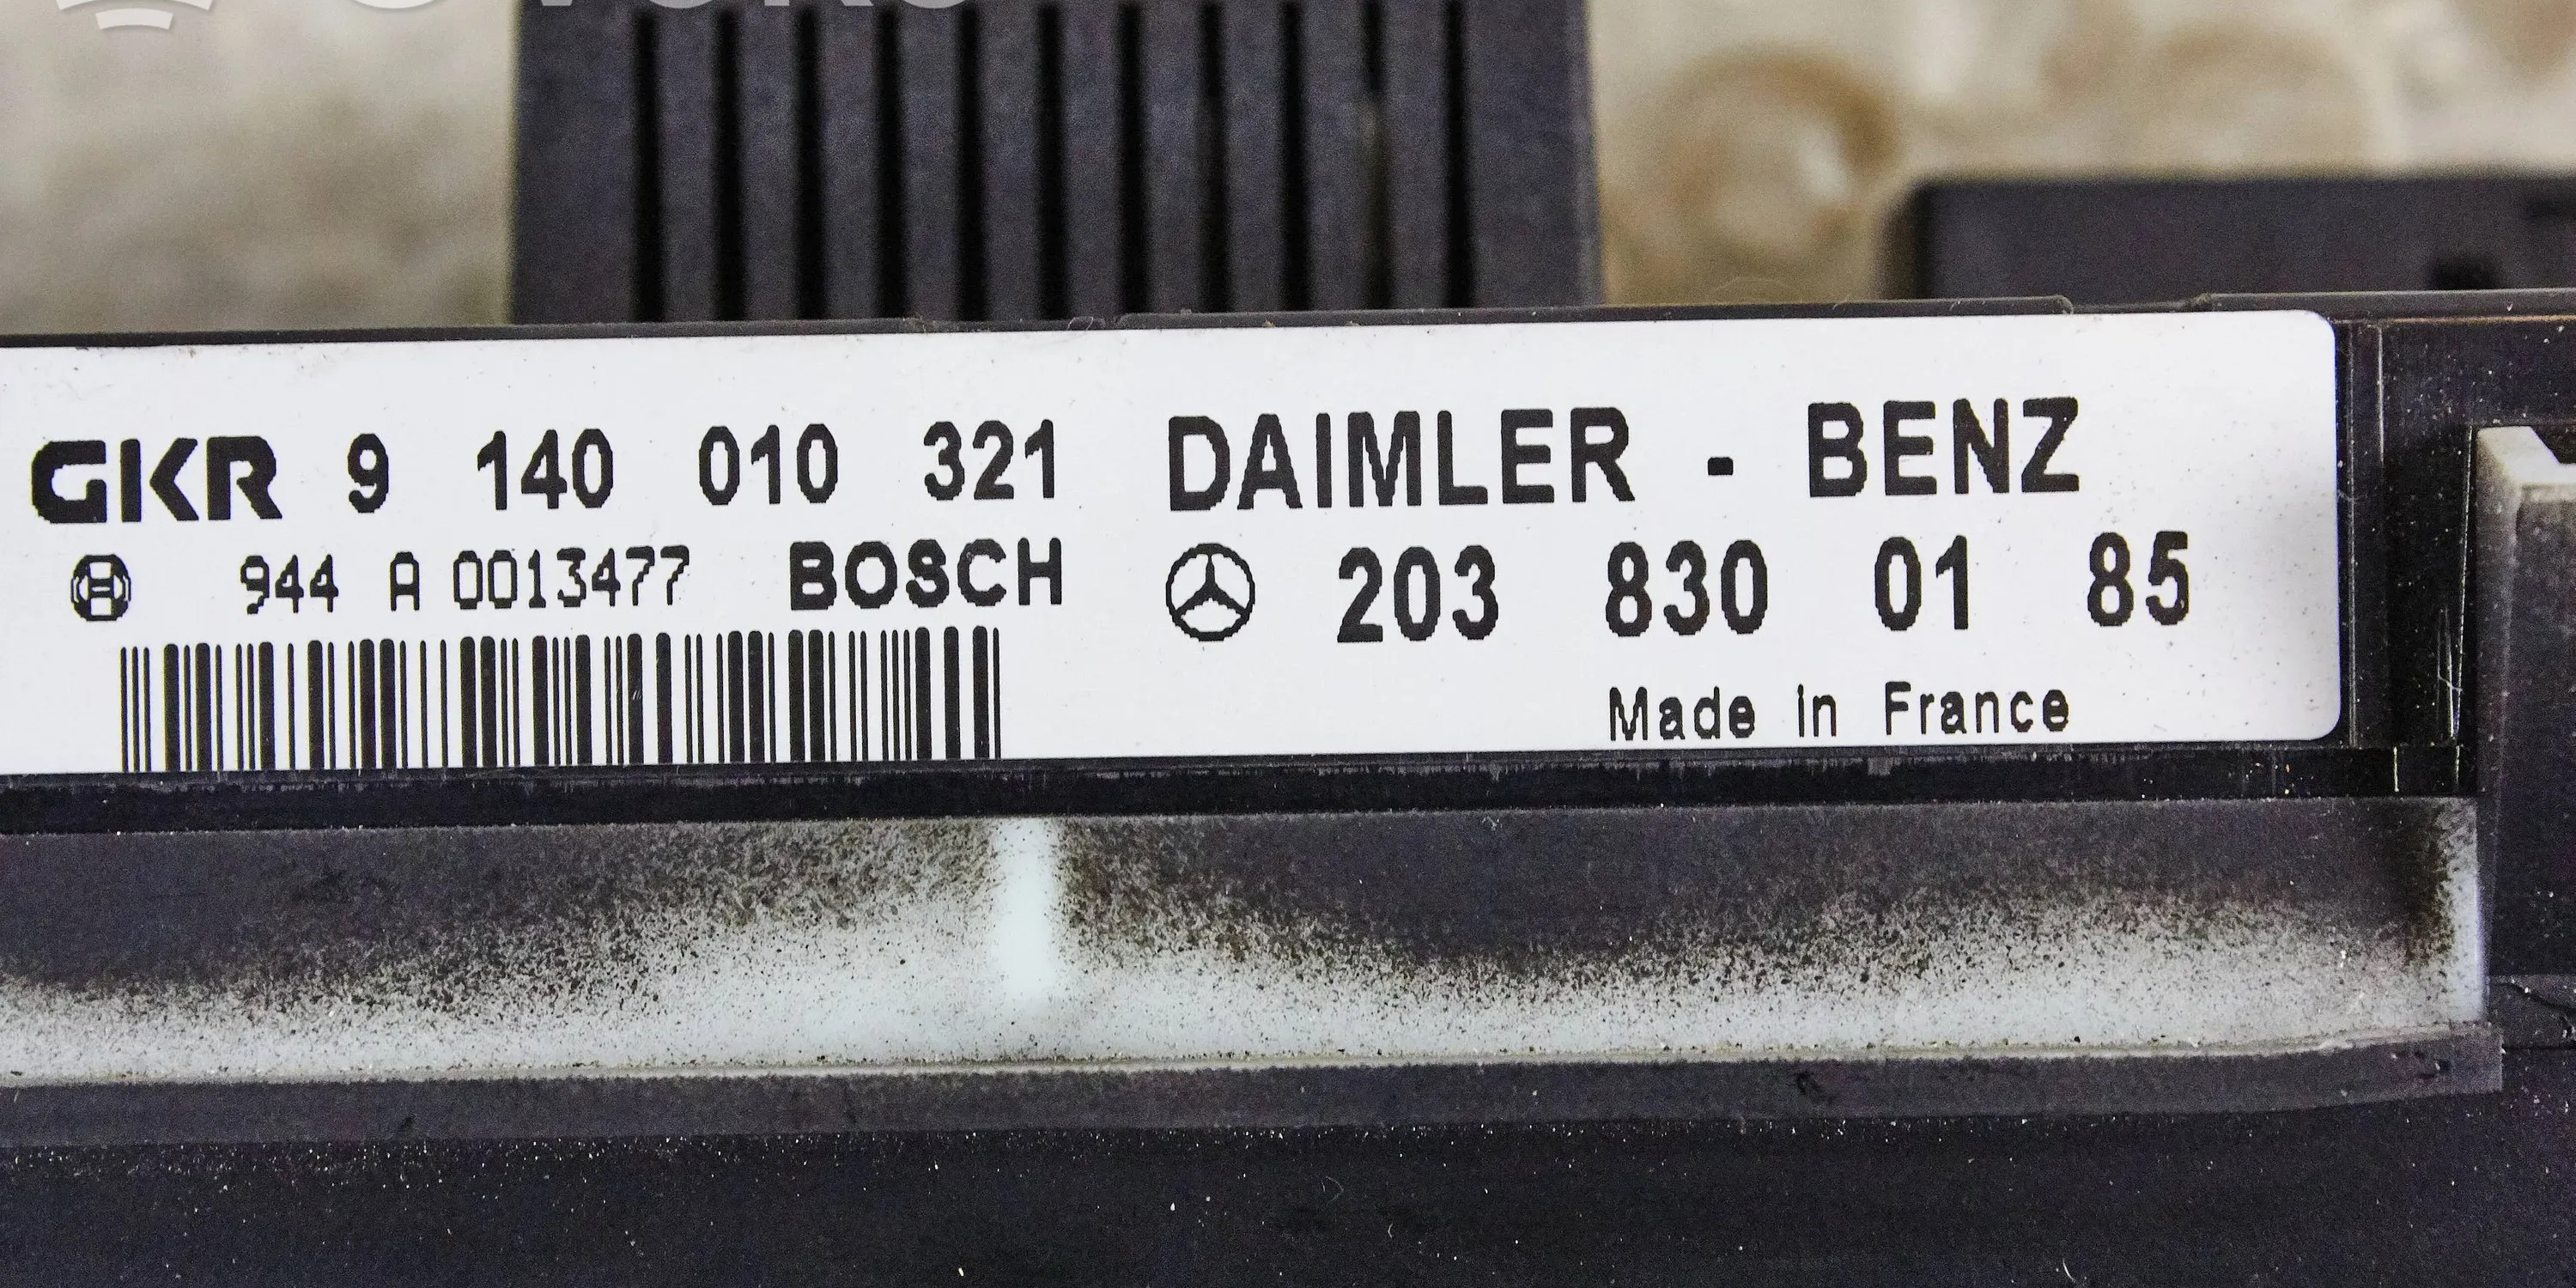 GKR 9 140 010 321 DAIMLER - BENZ
944 A 0013477 BOSCH 203 830 01 85
Made in France